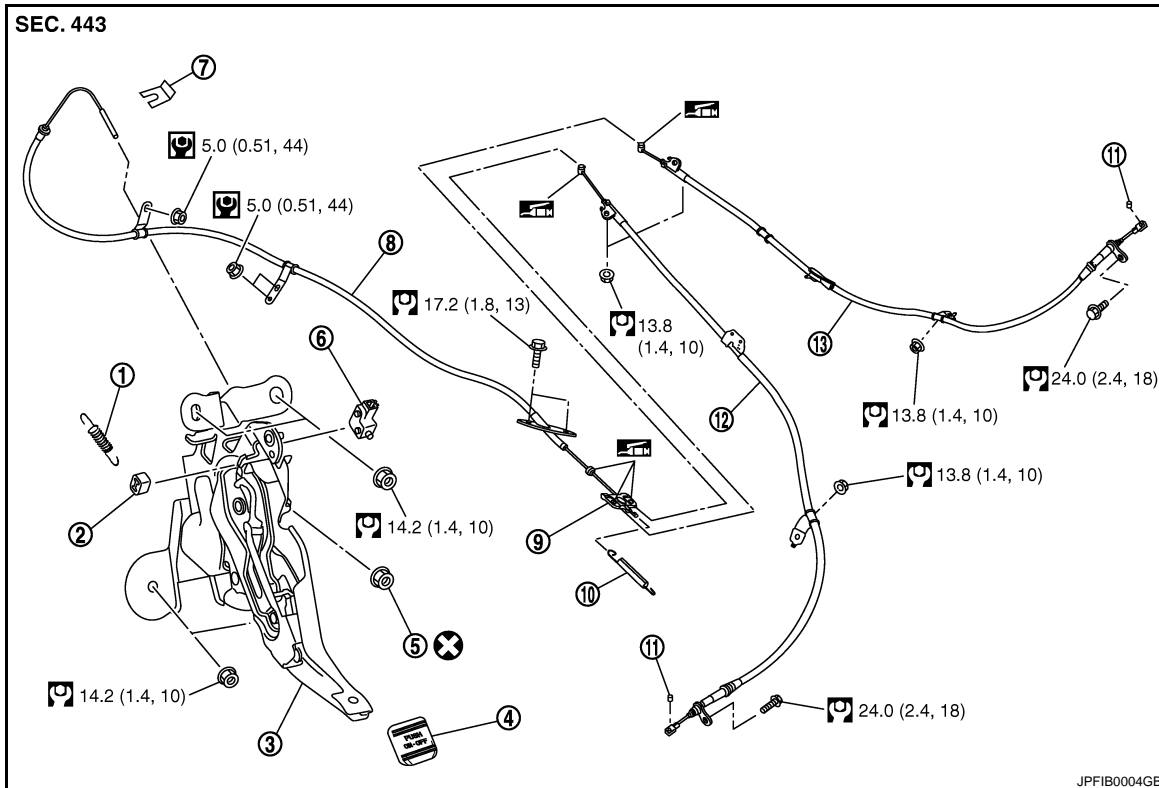 SEC. 443
7
5.0 (0.51, 44)
11
5.0 (0.51, 44)
8
17.2 (1.8, 13)
13.8
(1.4, 10)
13
6
1
24.0 (2.4, 18)
12
13.8 (1.4, 10)
13.8 (1.4, 10)
2
14.2 (1.4, 10)
9
10
5
11
14.2 (1.4, 10)
24.0 (2.4, 18)
3
4
PUSH
ON-OFF
JPFIB0004GB